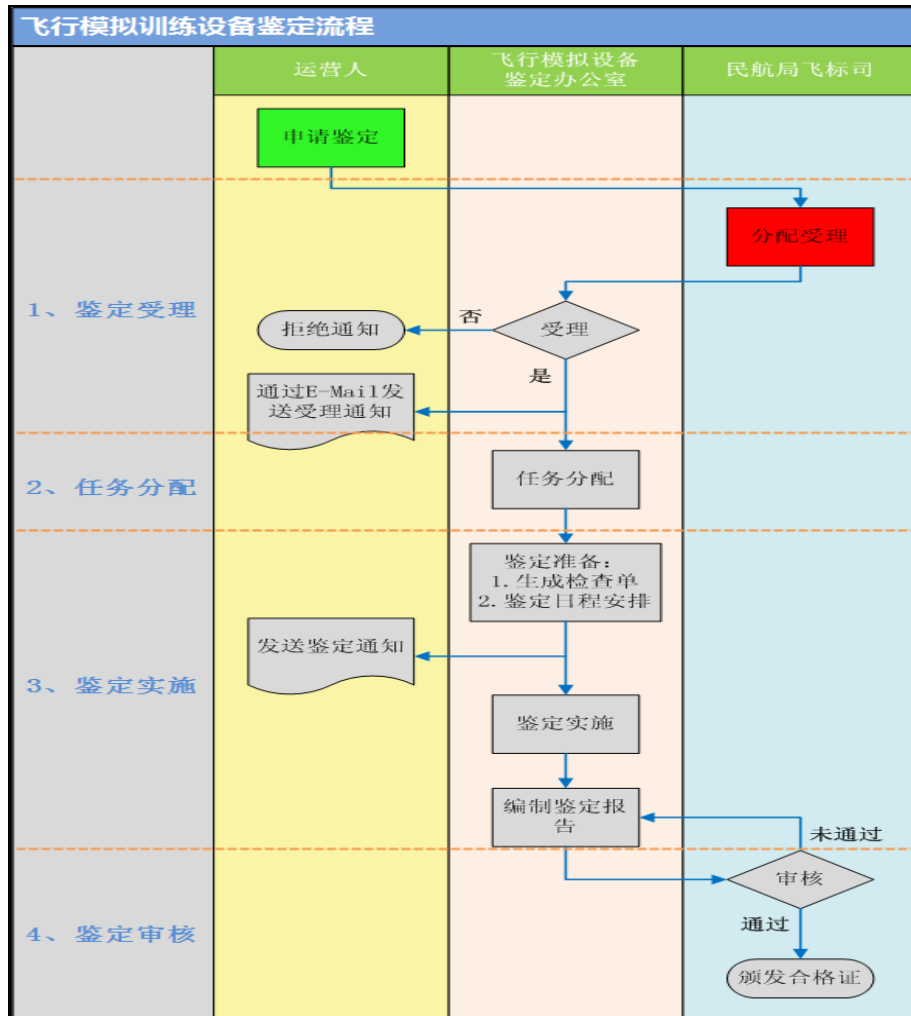 飞行模拟训练设备鉴定流程
运营人
飞行模拟设备
鉴定办公室
民航局飞标司
申请鉴定
1、鉴定受理
分配受理
受理
否
拒绝通知
是
通过E-Mail发
送受理通知
2、任务分配
任务分配
3、鉴定实施
鉴定准备：
1.生成检查单
2.鉴定日程安排
发送鉴定通知
鉴定实施
编制鉴定报
告
未通过
4、鉴定审核
审核
通过
颁发合格证